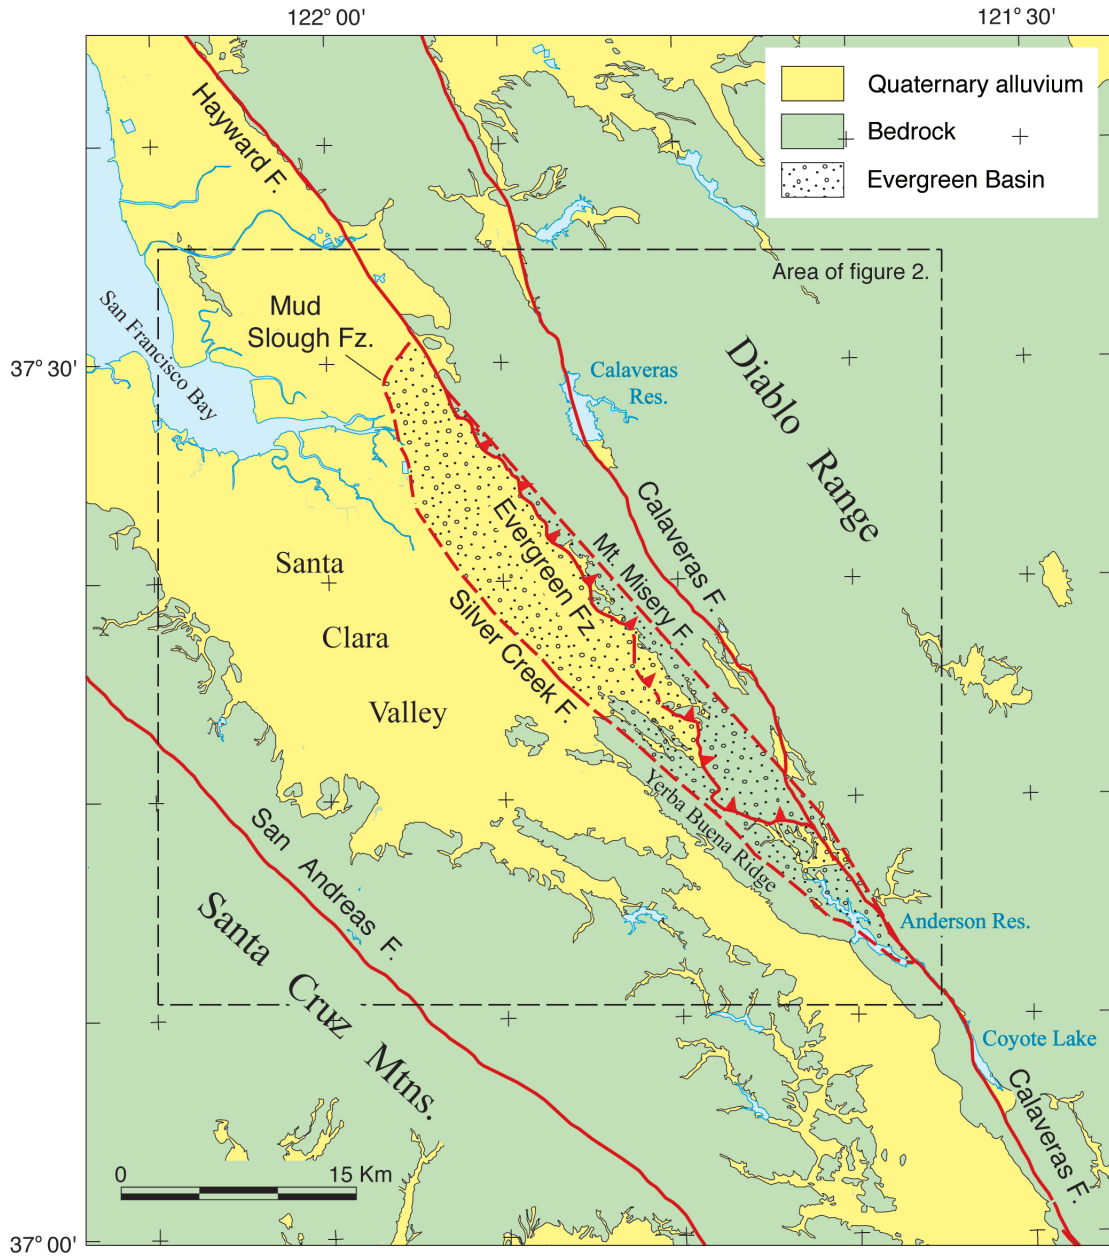 122° 00'
121° 30'
Quaternary alluvium
Bedrock
Evergreen Basin
Hayward F.
Area of figure 2.
Mud
Slough Fz.
San Francisco Bay
37° 30'
Calaveras
Res.
Diablo Range
Calaveras F.
Evergreen Fz.
Mt. Misery F.
Santa
Clara
Valley
Silver Creek F.
Yerba Buena Ridge
San Andreas F.
Santa Cruz Mtns.
Anderson Res.
Coyote Lake
Calaveras F.
0 15 Km
37° 00'